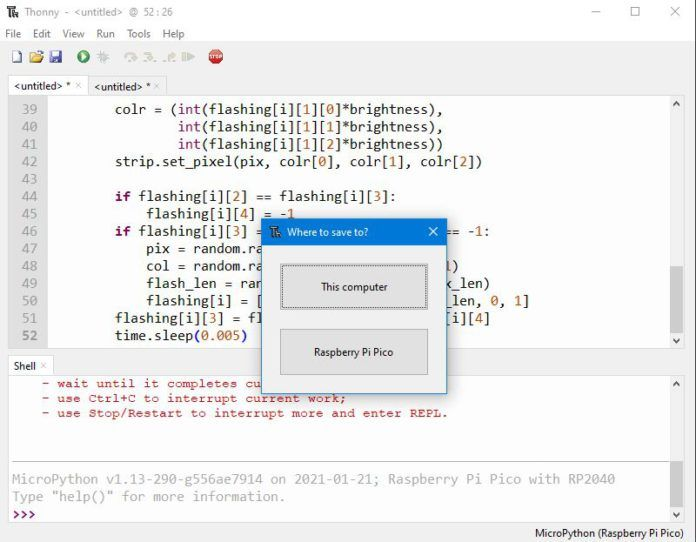 Thonny - <untitled> @ 52:26
File Edit View Run Tools Help
STOP
<untitled> * × <untitled> * ×
39 colr = (int(flashing[i][1][0]*brightness),
40 int(flashing[i][1][1]*brightness),
41 int(flashing[i][1][2]*brightness))
42 strip.set_pixel(pix, colr[0], colr[1], colr[2])
43
44 if flashing[i][2] == flashing[i][3]:
45 flashing[i][4] = -1
46 if flashing[i][3] = == -1:
47 pix = random.ra
48 col = random.ra 1)
49 flash_len = ran x_len)
50 flashing[i] = [ _len, 0, 1]
51 flashing[i][3] = fl [i][4]
52 time.sleep(0.005)
Where to save to?
This computer
Raspberry Pi Pico
Shell ×
- wait until it completes cu
- use Ctrl+C to interrupt current work;
- use Stop/Restart to interrupt more and enter REPL.
MicroPython v1.13-290-g556ae7914 on 2021-01-21; Raspberry Pi Pico with RP2040
Type "help()" for more information.
>>>
MicroPython (Raspberry Pi Pico)